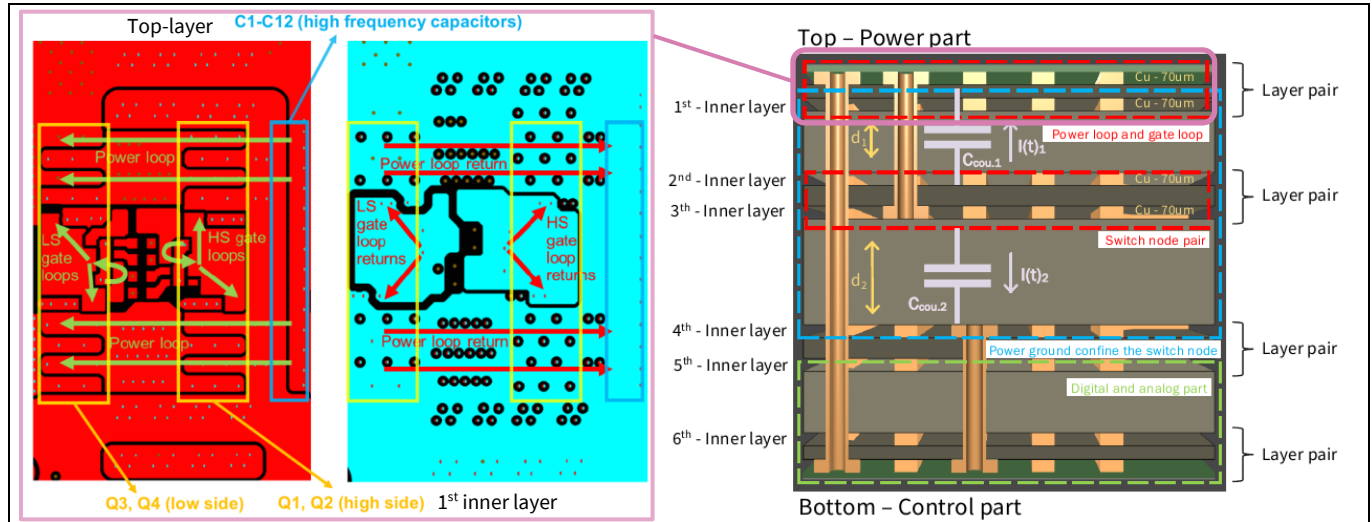 Top-layer
C1-C12 (high frequency capacitors)
Power loop
LS
gate
loops
HS gate
loops
Power loop
Q3, Q4 (low side)
Q1, Q2 (high side)
Power loop return
LS
gate
loop
returns
HS
gate
loop
returns
Power loop return
1st inner layer
Top – Power part
Cu - 70um
1st - Inner layer
Cu - 70um
Layer pair
Power loop and gate loop
d1
Ccou.1
I(t)1
2nd - Inner layer
Cu - 70um
3th - Inner layer
Cu - 70um
Layer pair
Switch node pair
d2
Ccou.2
I(t)2
4th - Inner layer
Power ground confine the switch node
5th - Inner layer
Layer pair
Digital and analog part
6th - Inner layer
Layer pair
Bottom – Control part